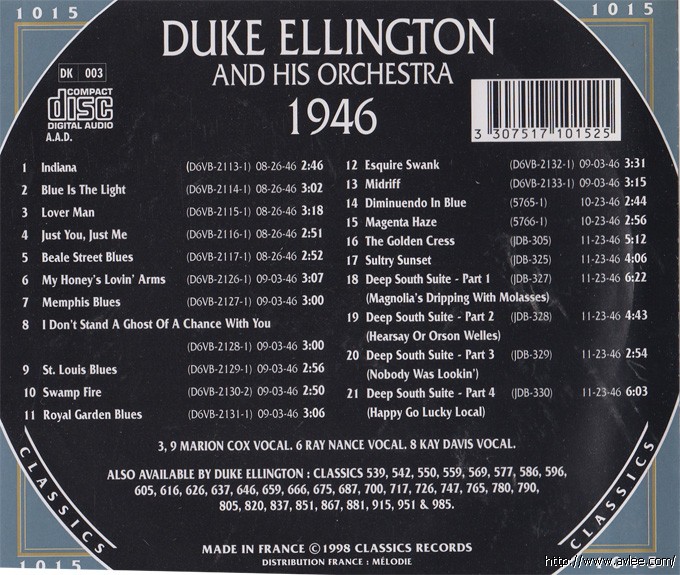 1015
1015
DUKE ELLINGTON
AND HIS ORCHESTRA
1946
DK 003
COMPACT
disc
DIGITAL AUDIO
A.A.D.
3 307517 101525
1 Indiana (D6VB-2113-1) 08-26-46 2:46
2 Blue Is The Light (D6VB-2114-1) 08-26-46 3:02
3 Lover Man (D6VB-2115-1) 08-26-46 3:18
4 Just You, Just Me (D6VB-2116-1) 08-26-46 2:51
5 Beale Street Blues (D6VB-2117-1) 08-26-46 2:52
6 My Honey's Lovin' Arms (D6VB-2126-1) 09-03-46 3:07
7 Memphis Blues (D6VB-2127-1) 09-03-46 3:00
8 I Don't Stand A Ghost Of A Chance With You
(D6VB-2128-1) 09-03-46 3:00
9 St. Louis Blues (D6VB-2129-1) 09-03-46 2:56
10 Swamp Fire (D6VB-2130-2) 09-03-46 2:50
11 Royal Garden Blues (D6VB-2131-1) 09-03-46 3:06
12 Esquire Swank (D6VB-2132-1) 09-03-46 3:31
13 Midriff (D6VB-2133-1) 09-03-46 3:15
14 Diminuendo In Blue (5765-1) 10-23-46 2:44
15 Magenta Haze (5766-1) 10-23-46 2:56
16 The Golden Cress (JDB-305) 11-23-46 5:12
17 Sultry Sunset (JDB-325) 11-23-46 4:06
18 Deep South Suite - Part 1 (JDB-327) 11-23-46 6:22
(Magnolia's Dripping With Molasses)
19 Deep South Suite - Part 2 (JDB-328) 11-23-46 4:43
(Hearsay Or Orson Welles)
20 Deep South Suite - Part 3 (JDB-329) 11-23-46 2:54
(Nobody Was Lookin')
21 Deep South Suite - Part 4 (JDB-330) 11-23-46 6:03
(Happy Go Lucky Local)
3, 9 MARION COX VOCAL. 6 RAY NANCE VOCAL. 8 KAY DAVIS VOCAL.
ALSO AVAILABLE BY DUKE ELLINGTON : CLASSICS 539, 542, 550, 559, 569, 577, 586, 596,
605, 616, 626, 637, 646, 659, 666, 675, 687, 700, 717, 726, 747, 765, 780, 790,
805, 820, 837, 851, 867, 881, 915, 951 & 985.
CLASSICS
CLASSICS
MADE IN FRANCE ©1998 CLASSICS RECORDS
DISTRIBUTION FRANCE : MÉLODIE
1015
1015
http://www.avlee.com/